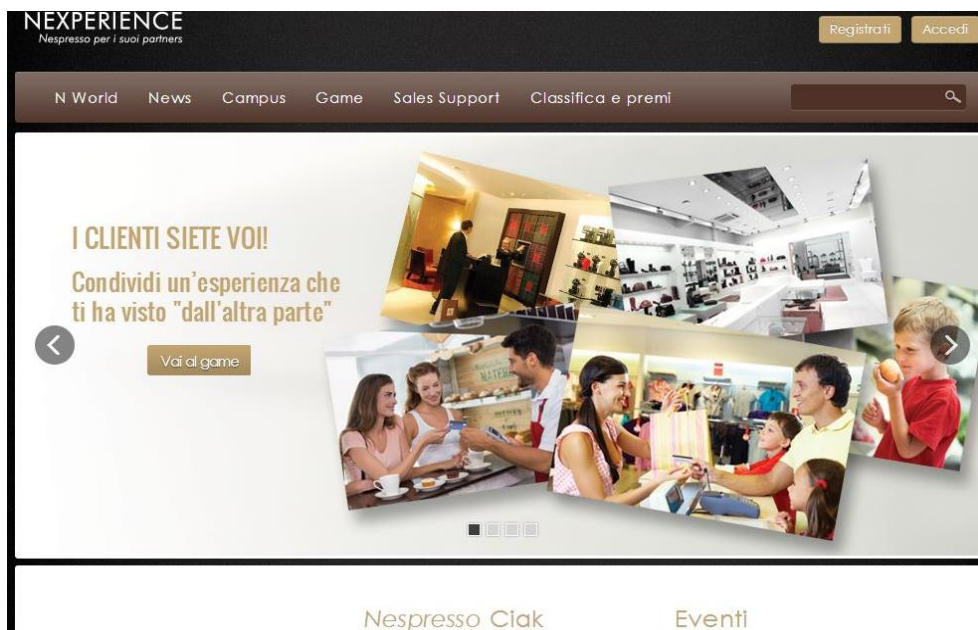 NEXPERIENCE
Nespresso per i suoi partners
Registrati Accedi
N World News Campus Game Sales Support Classifica e premi
I CLIENTI SIETE VOI!
Condividi un'esperienza che
ti ha visto "dall'altra parte"
Vai al game
Nespresso Ciak Eventi